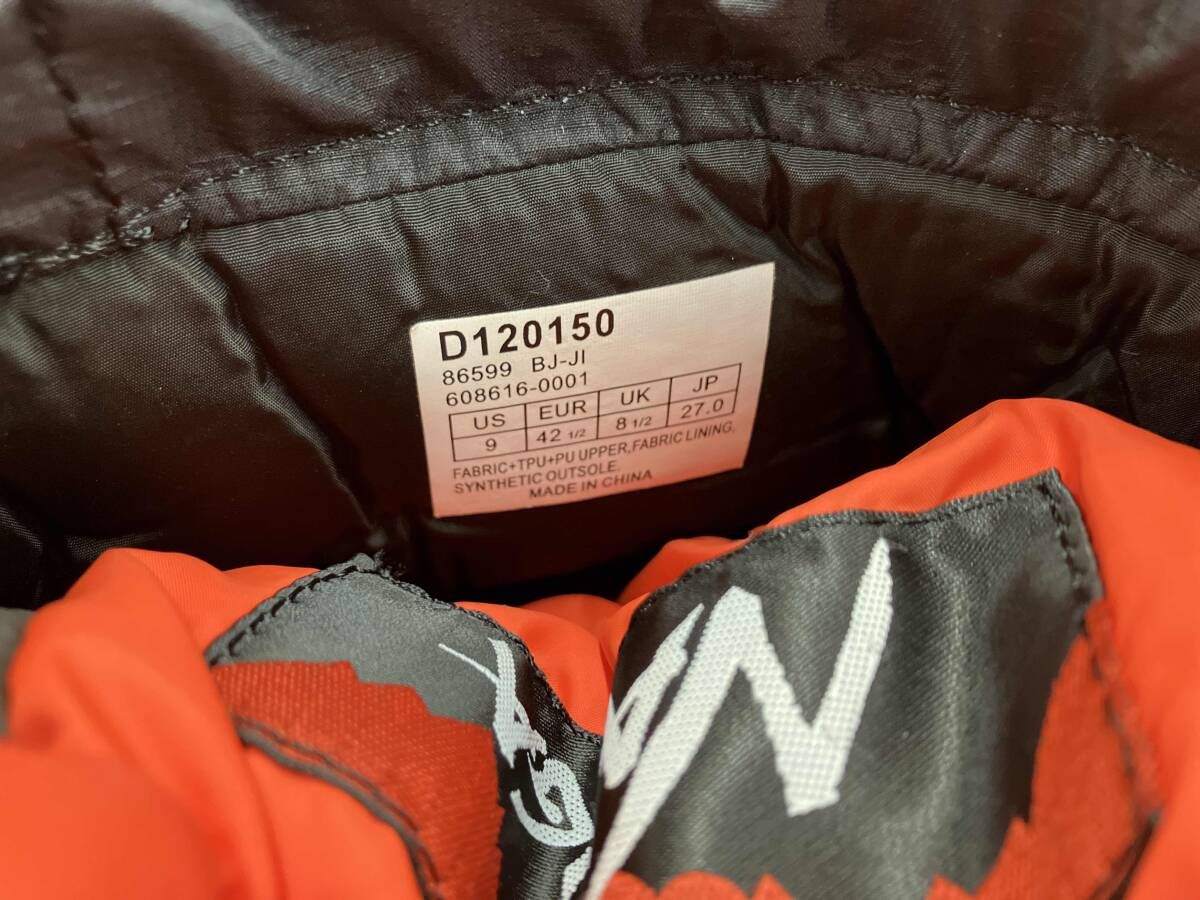 D120150
86599 BJ-JI
608616-0001
US EUR UK JP
9 42 1/2 8 1/2 27.0
FABRIC+TPU+PU UPPER,FABRIC LINING,
SYNTHETIC OUTSOLE.
MADE IN CHINA